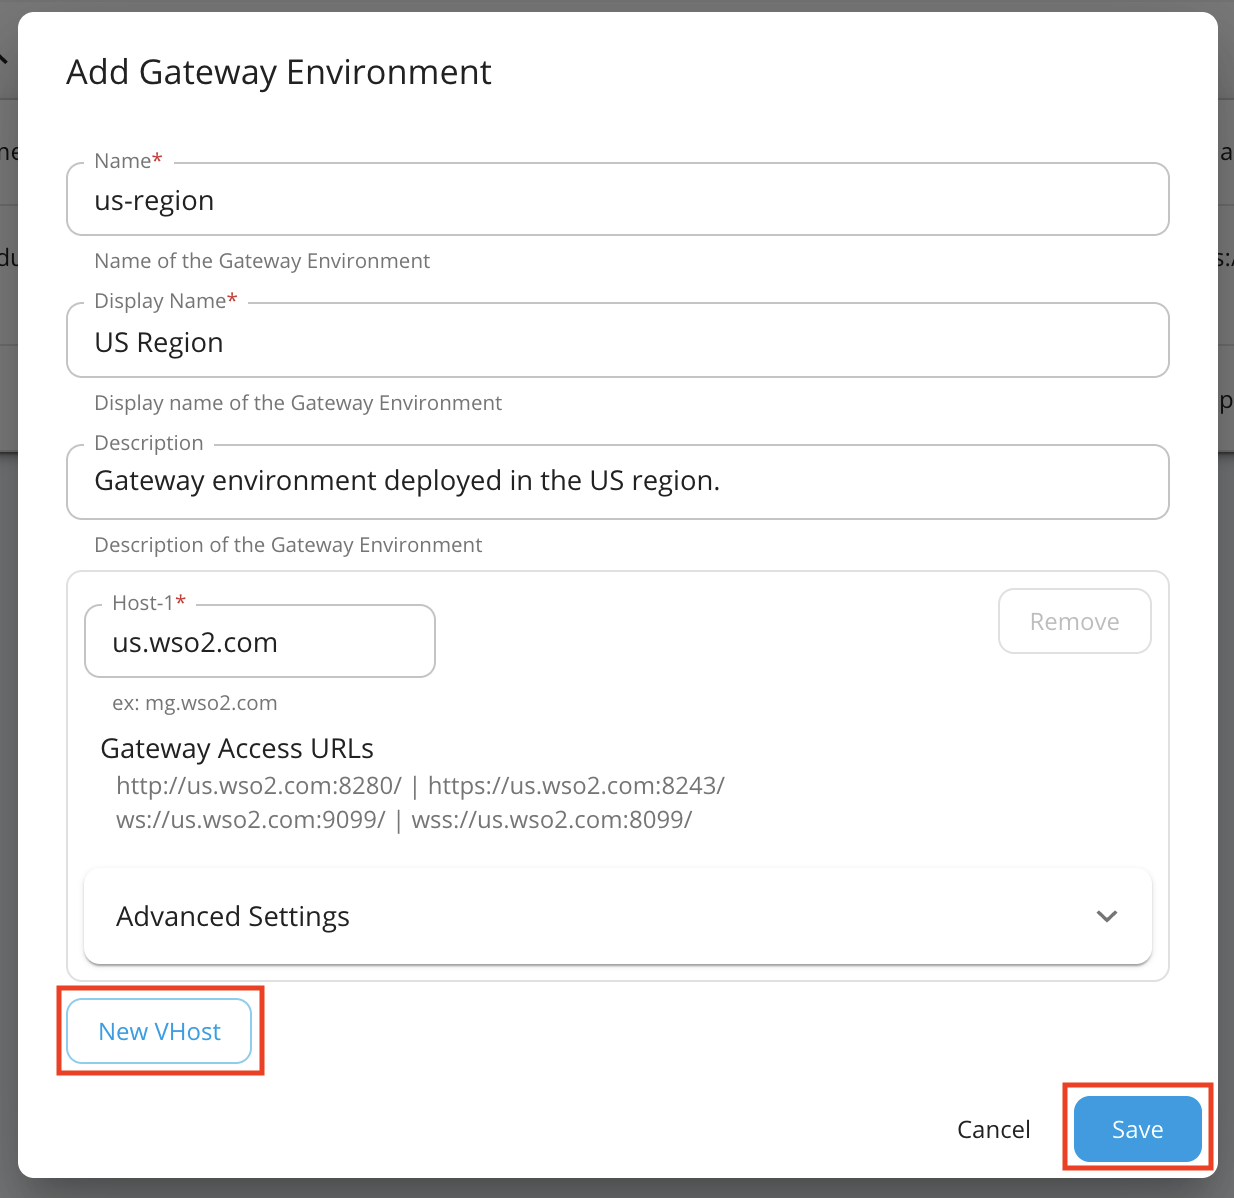 Add Gateway Environment
Name*
us-region
Name of the Gateway Environment
Display Name*
US Region
Display name of the Gateway Environment
Description
Gateway environment deployed in the US region.
Description of the Gateway Environment
Host-1*
us.wso2.com
Remove
ex: mg.wso2.com
Gateway Access URLs
http://us.wso2.com:8280/ | https://us.wso2.com:8243/
ws://us.wso2.com:9099/ | wss://us.wso2.com:8099/
Advanced Settings
New VHost
Cancel
Save